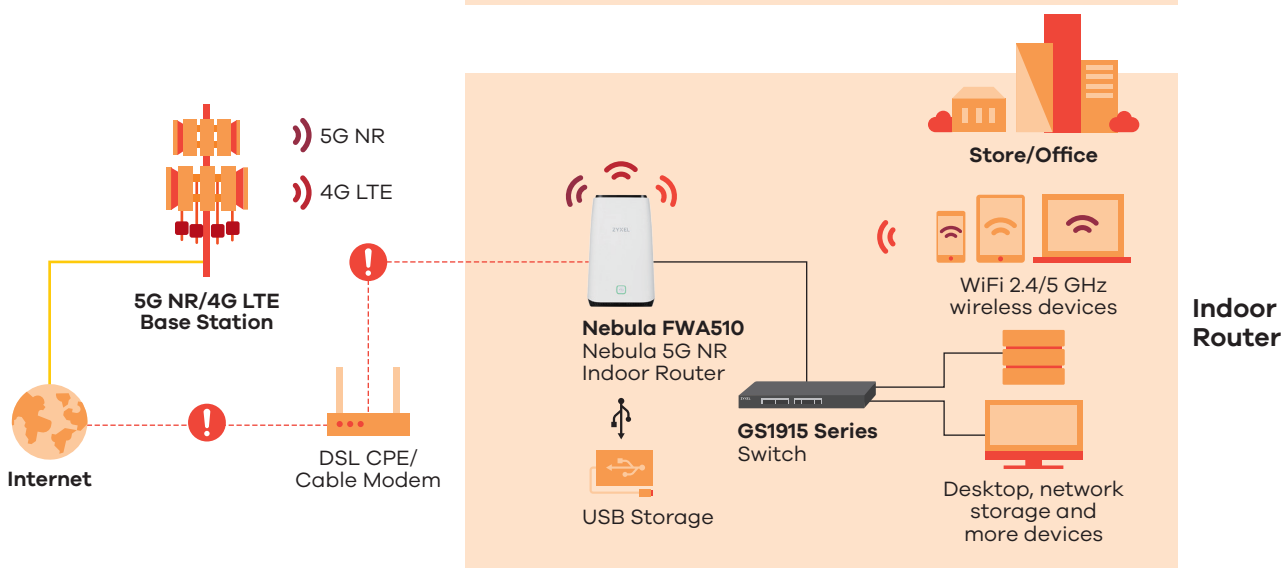 Store/Office
5G NR
4G LTE
ZYXEL
5G NR/4G LTE
Base Station
WiFi 2.4/5 GHz
wireless devices
Indoor
Router
Nebula FWA510
Nebula 5G NR
Indoor Router
ZYXEL
GS1915 Series
Switch
Internet
DSL CPE/
Cable Modem
USB Storage
Desktop, network
storage and
more devices